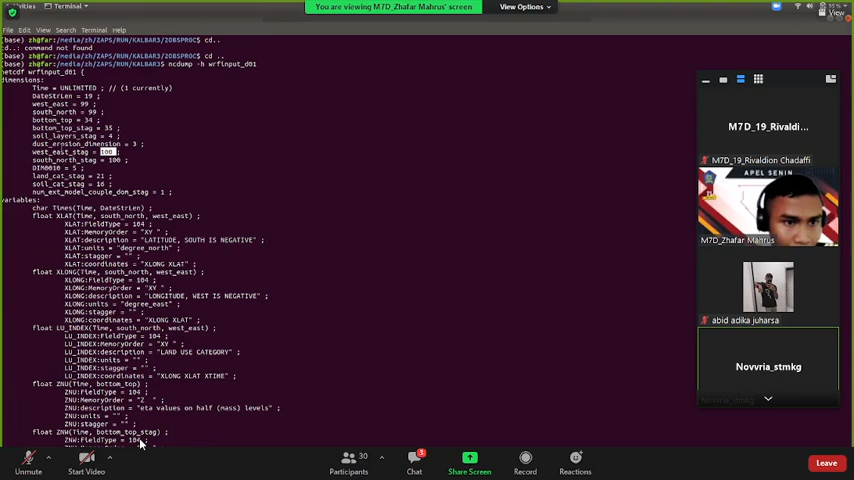 Activities
Terminal
You are viewing M7D_Zhafar Mahrus' screen
View Options
View
File Edit View Search Terminal Help
(base) zh@far:/media/zh/ZAPS/RUN/KALBAR3/ZOBSPROC$ cd..
cd..: command not found
(base) zh@far:/media/zh/ZAPS/RUN/KALBAR3/ZOBSPROC$ cd ..
(base) zh@far:/media/zh/ZAPS/RUN/KALBAR3$ ncdump -h wrfinput_d01
netcdf wrfinput_d01 {
dimensions:
Time = UNLIMITED ; // (1 currently)
DateStrLen = 19 ;
west_east = 99 ;
south_north = 99 ;
bottom_top = 34 ;
bottom_top_stag = 35 ;
soil_layers_stag = 4 ;
dust_erosion_dimension = 3 ;
west_east_stag = 100 ;
south_north_stag = 100 ;
DIM0010 = 5 ;
land_cat_stag = 21 ;
soil_cat_stag = 16 ;
num_ext_model_couple_dom_stag = 1 ;
variables:
char Times(Time, DateStrLen) ;
float XLAT(Time, south_north, west_east) ;
XLAT:FieldType = 104 ;
XLAT:MemoryOrder = "XY " ;
XLAT:description = "LATITUDE, SOUTH IS NEGATIVE" ;
XLAT:units = "degree_north" ;
XLAT:stagger = "" ;
XLAT:coordinates = "XLONG XLAT" ;
float XLONG(Time, south_north, west_east) ;
XLONG:FieldType = 104 ;
XLONG:MemoryOrder = "XY " ;
XLONG:description = "LONGITUDE, WEST IS NEGATIVE" ;
XLONG:units = "degree_east" ;
XLONG:stagger = "" ;
XLONG:coordinates = "XLONG XLAT" ;
float LU_INDEX(Time, south_north, west_east) ;
LU_INDEX:FieldType = 104 ;
LU_INDEX:MemoryOrder = "XY " ;
LU_INDEX:description = "LAND USE CATEGORY" ;
LU_INDEX:units = "" ;
LU_INDEX:stagger = "" ;
LU_INDEX:coordinates = "XLONG XLAT XTIME" ;
float ZNU(Time, bottom_top) ;
ZNU:FieldType = 104 ;
ZNU:MemoryOrder = "Z  " ;
ZNU:description = "eta values on half (mass) levels" ;
ZNU:units = "" ;
ZNU:stagger = "" ;
float ZNW(Time, bottom_top_stag) ;
ZNW:FieldType = 104 ;
M7D_19_Rivaldi...
M7D_19_Rivaldion Chadaffi
APEL SENIN
M7D_Zhafar Mahrus
abid adika juharsa
Novvria_stmkg
Novvria_stmkg
Unmute
Start Video
30
Participants
3
Chat
Share Screen
Record
Reactions
Leave